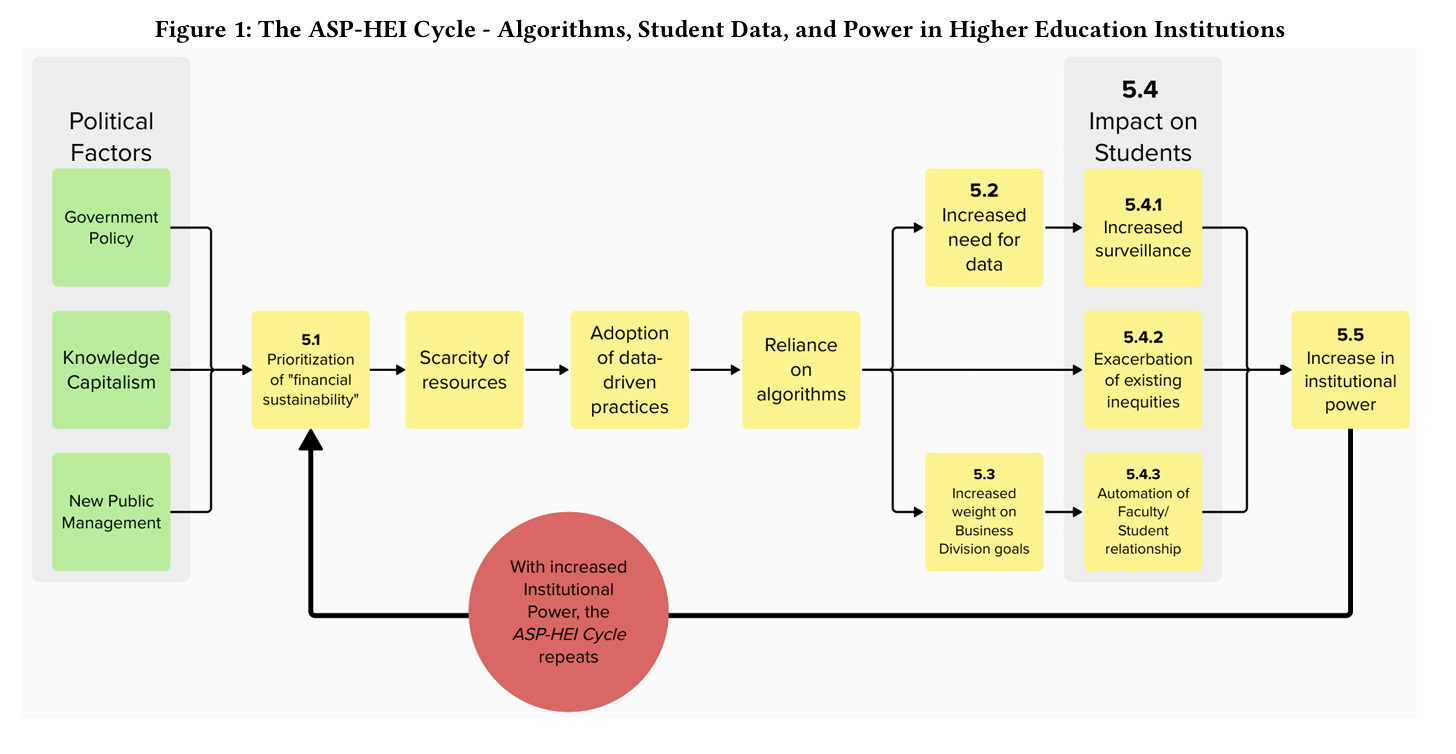 Figure 1: The ASP-HEI Cycle - Algorithms, Student Data, and Power in Higher Education Institutions
Political
Factors
Government
Policy
Knowledge
Capitalism
New Public
Management
5.1
Prioritization
of "financial
sustainability"
Scarcity of
resources
Adoption
of data-
driven
practices
Reliance
on
algorithms
5.2
Increased
need for
data
5.3
Increased
weight on
Business
Division goals
5.4
Impact on
Students
5.4.1
Increased
surveillance
5.4.2
Exacerbation
of existing
inequities
5.4.3
Automation of
Faculty/
Student
relationship
5.5
Increase in
institutional
power
With increased
Institutional
Power, the
ASP-HEI Cycle
repeats